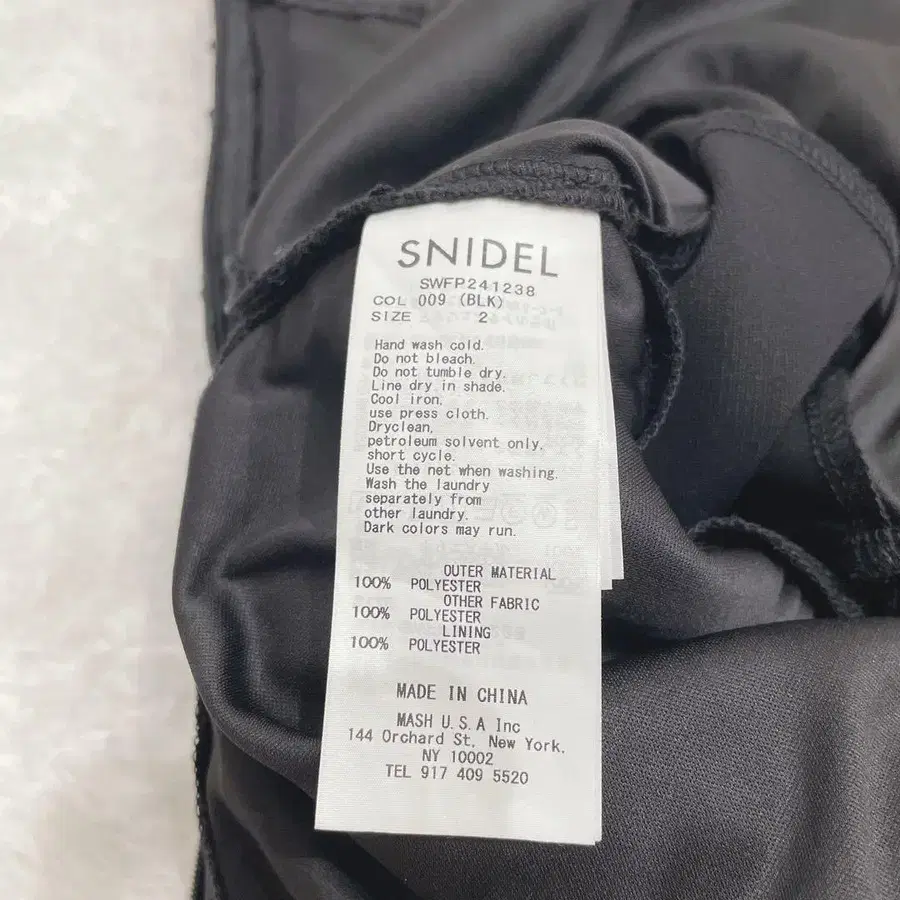 SNIDEL
SWFP241238
COL 009 (BLK)
SIZE 2
Hand wash cold.
Do not bleach.
Do not tumble dry.
Line dry in shade.
Cool iron,
use press cloth.
Dryclean,
petroleum solvent only,
short cycle.
Use the net when washing.
Wash the laundry
separately from
other laundry.
Dark colors may run.
OUTER MATERIAL
100% POLYESTER
OTHER FABRIC
100% POLYESTER
LINING
100% POLYESTER
MADE IN CHINA
MASH U.S.A Inc
144 Orchard St, New York,
NY 10002
TEL 917 409 5520